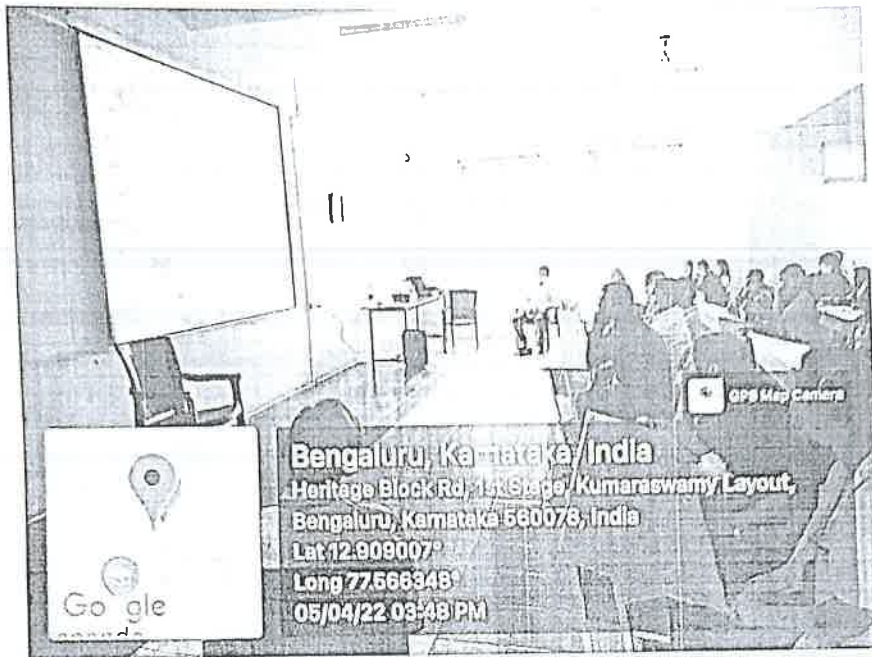 GPS Map Camera
Bengaluru, Karnataka, India
Heritage Block Rd, 1st Stage, Kumaraswamy Layout,
Bengaluru, Karnataka 560078, India
Lat 12.909007°
Long 77.566348°
05/04/22 03:48 PM
Google